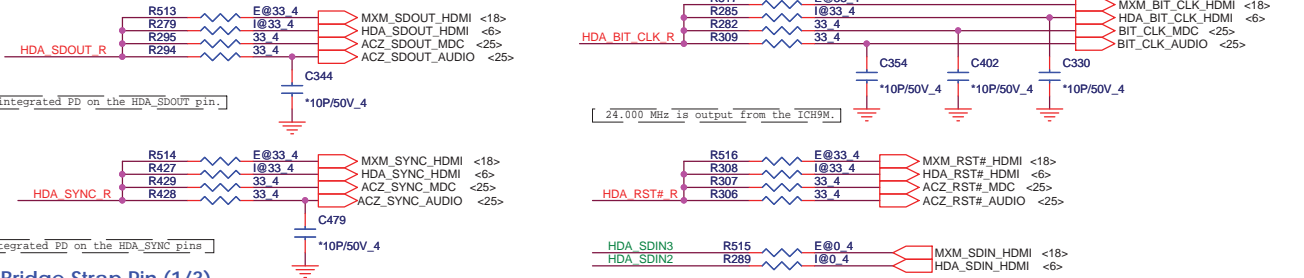 R513 E@33_4 MXM_SDOUT_HDMI <18>
R279 I@33_4 HDA_SDOUT_HDMI <6>
R295 33_4 ACZ_SDOUT_MDC <25>
HDA_SDOUT_R R294 33_4 ACZ_SDOUT_AUDIO <25>
C344
*10P/50V_4
integrated PD on the HDA_SDOUT pin.
MXM_BIT_CLK_HDMI <18>
R285 I@33_4 HDA_BIT_CLK_HDMI <6>
R282 33_4 BIT_CLK_MDC <25>
HDA_BIT_CLK_R R309 33_4 BIT_CLK_AUDIO <25>
C354 C402 C330
*10P/50V_4 *10P/50V_4 *10P/50V_4
24.000 MHz is output from the ICH9M.
R514 E@33_4 MXM_SYNC_HDMI <18>
R427 I@33_4 HDA_SYNC_HDMI <6>
R429 33_4 ACZ_SYNC_MDC <25>
HDA_SYNC_R R428 33_4 ACZ_SYNC_AUDIO <25>
C479
*10P/50V_4
tegrated PD on the HDA_SYNC pins
R516 E@33_4 MXM_RST#_HDMI <18>
R308 I@33_4 HDA_RST#_HDMI <6>
R307 33_4 ACZ_RST#_MDC <25>
HDA_RST#_R R306 33_4 ACZ_RST#_AUDIO <25>
HDA_SDIN3 R515 E@0_4 MXM_SDIN_HDMI <18>
HDA_SDIN2 R289 I@0_4 HDA_SDIN_HDMI <6>
Bridge Strap Pin (1/2)